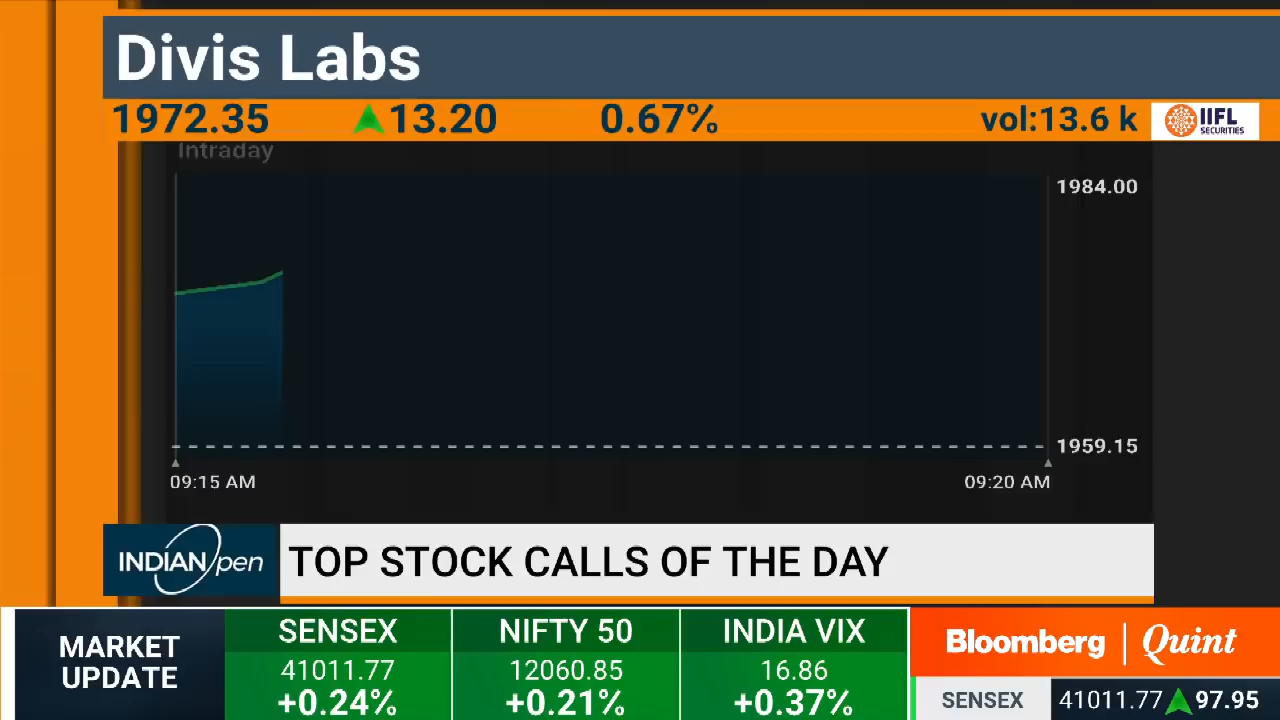 Divis Labs
1972.35 ▲ 13.20 0.67% vol:13.6 k IIFL SECURITIES
Intraday
1984.00
1959.15
09:15 AM 09:20 AM
INDIAN Open TOP STOCK CALLS OF THE DAY
MARKET UPDATE
SENSEX
41011.77
+0.24%
NIFTY 50
12060.85
+0.21%
INDIA VIX
16.86
+0.37%
Bloomberg | Quint
SENSEX 41011.77 ▲ 97.95